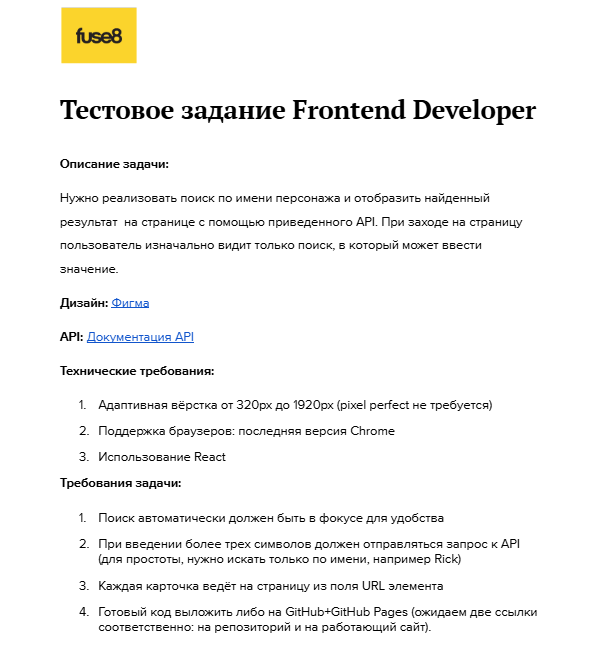 fuse8
Тестовое задание Frontend Developer
Описание задачи:
Нужно реализовать поиск по имени персонажа и отобразить найденный
результат на странице с помощью приведенного API. При заходе на страницу
пользователь изначально видит только поиск, в который может ввести
значение.
Дизайн: Фигма
API: Документация API
Технические требования:
1. Адаптивная вёрстка от 320px до 1920px (pixel perfect не требуется)
2. Поддержка браузеров: последняя версия Chrome
3. Использование React
Требования задачи:
1. Поиск автоматически должен быть в фокусе для удобства
2. При введении более трех символов должен отправляться запрос к API
(для простоты, нужно искать только по имени, например Rick)
3. Каждая карточка ведёт на страницу из поля URL элемента
4. Готовый код выложить либо на GitHub+GitHub Pages (ожидаем две ссылки
соответственно: на репозиторий и на работающий сайт).